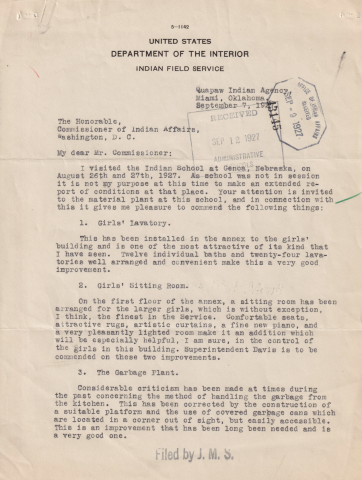 5-1142
UNITED STATES
DEPARTMENT OF THE INTERIOR
INDIAN FIELD SERVICE
Quapaw Indian Agency,
Miami, Oklahoma,
September 7, 1927
RECEIVED
SEP 12 1927
ADMINISTRATIVE
SEP -9 1927
The Honorable,
Commissioner of Indian Affairs,
Washington, D. C.
My dear Mr. Commissioner:
I visited the Indian School at Genoa, Nebraska, on
August 26th and 27th, 1927. As school was not in session
it is not my purpose at this time to make an extended re-
port of conditions at that place. Your attention is invited
to the material plant at this school, and in connection with
this it gives me pleasure to commend the following things:
1. Girls' Lavatory.
This has been installed in the annex to the girls'
building and is one of the most attractive of its kind that
I have seen. Twelve individual baths and twenty-four lava-
tories well arranged and convenient make this a very good
improvement.
2. Girls' Sitting Room.
On the first floor of the annex, a sitting room has been
arranged for the larger girls, which is without exception,
I think, the finest in the Service. Comfortable seats,
attractive rugs, artistic curtains, a fine new piano, and
a very pleasantly lighted room make it an addition which
will be especially helpful, I am sure, in the control of
the girls in this building. Superintendent Davis is to be
commended on these two improvements.
3. The Garbage Plant.
Considerable criticism has been made at times during
the past concerning the method of handling the garbage from
the kitchen. This has been corrected by the construction of
a suitable platform and the use of covered garbage cans which
are located in a corner out of sight, but easily accessible.
This is an improvement that has been long been needed and is
a very good one.
Filed by J. M. S.